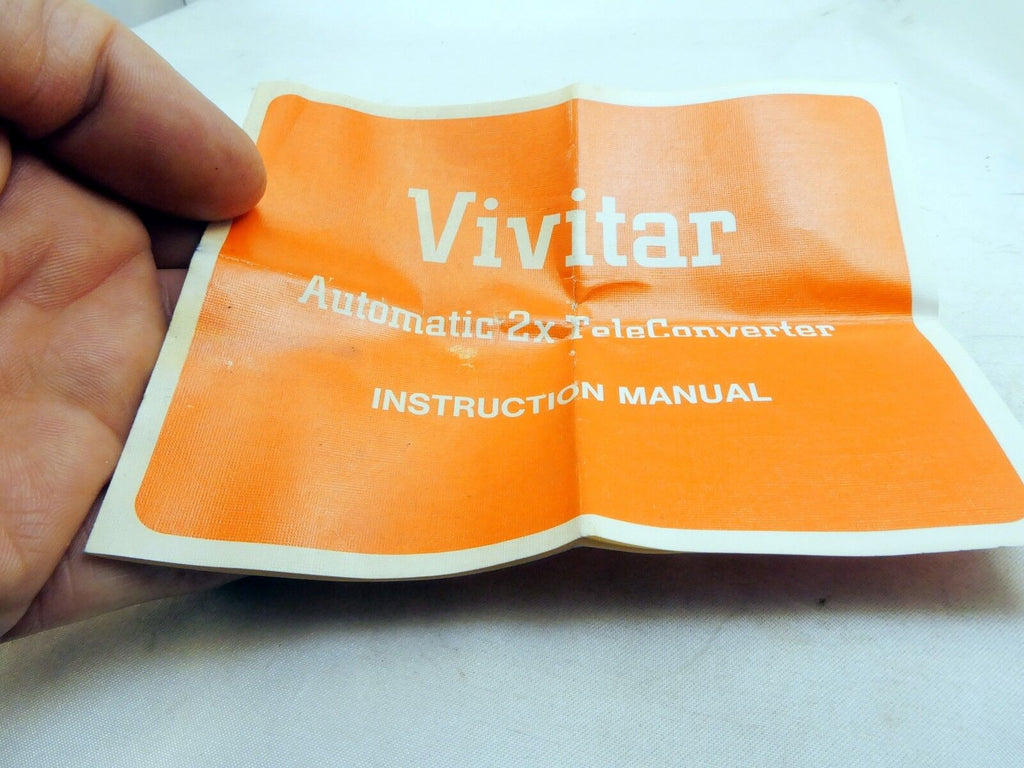 Vivitar
Automatic 2x TeleConverter
INSTRUCTION MANUAL